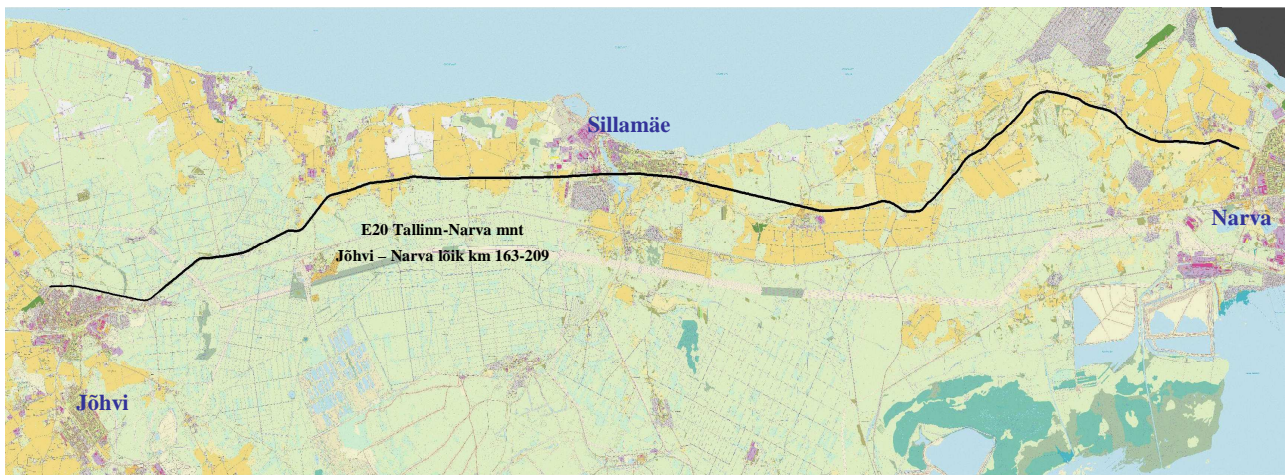 Sillamäe
Narva
E20 Tallinn-Narva mnt
Jõhvi – Narva lõik km 163-209
Jõhvi